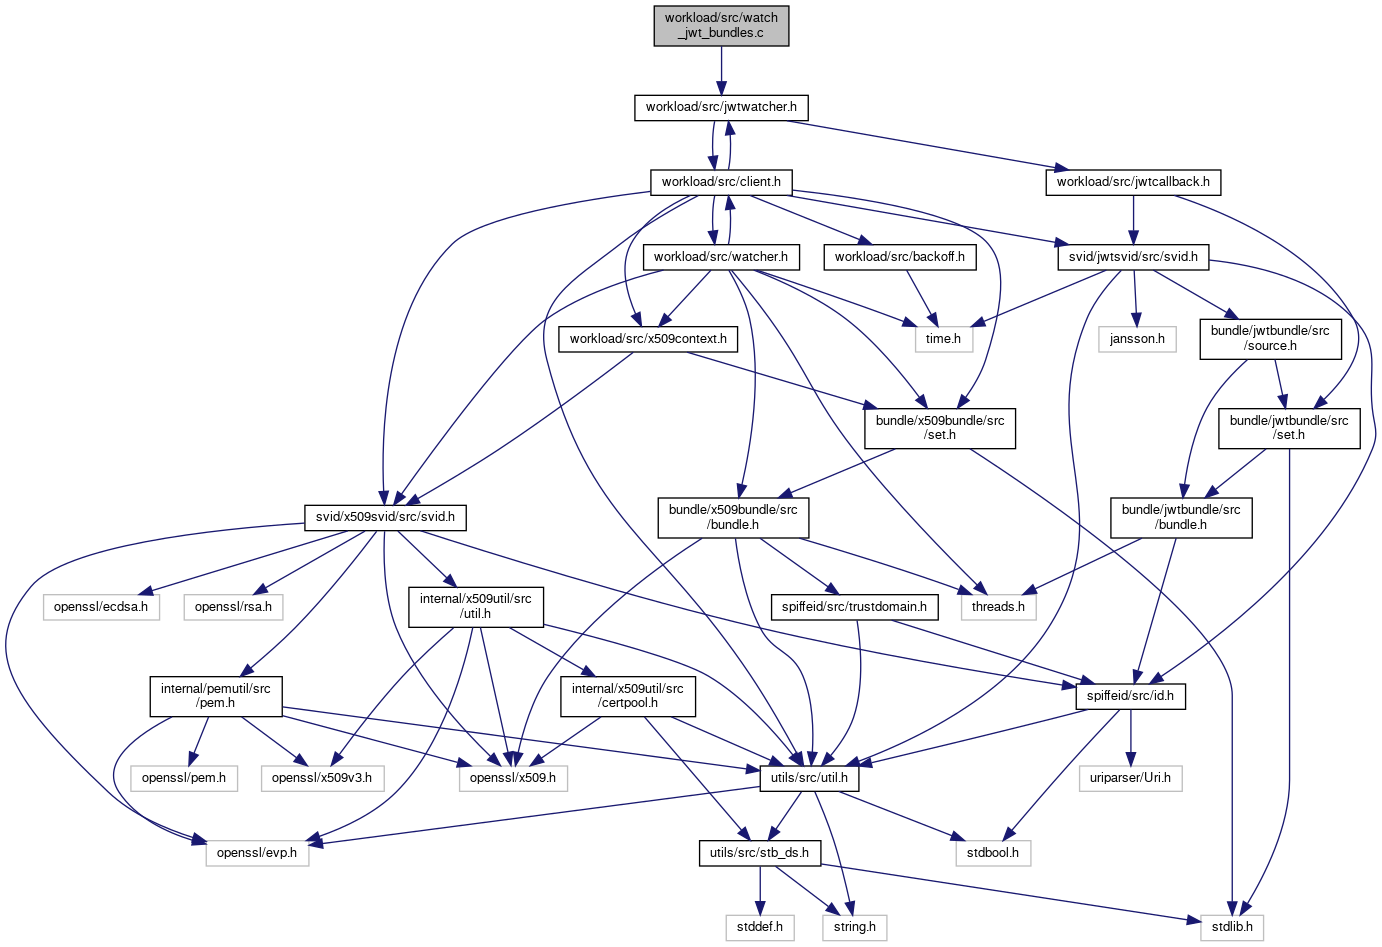 workload/src/watch
_jwt_bundles.c
workload/src/jwtwatcher.h
workload/src/client.h
workload/src/jwtcallback.h
workload/src/watcher.h
workload/src/backoff.h
svid/jwtsvid/src/svid.h
workload/src/x509context.h
time.h
jansson.h
bundle/jwtbundle/src
/source.h
bundle/x509bundle/src
/set.h
bundle/jwtbundle/src
/set.h
svid/x509svid/src/svid.h
bundle/x509bundle/src
/bundle.h
bundle/jwtbundle/src
/bundle.h
openssl/ecdsa.h
openssl/rsa.h
internal/x509util/src
/util.h
spiffeid/src/trustdomain.h
threads.h
internal/pemutil/src
/pem.h
internal/x509util/src
/certpool.h
spiffeid/src/id.h
openssl/pem.h
openssl/x509v3.h
openssl/x509.h
utils/src/util.h
uriparser/Uri.h
openssl/evp.h
utils/src/stb_ds.h
stdbool.h
stddef.h
string.h
stdlib.h